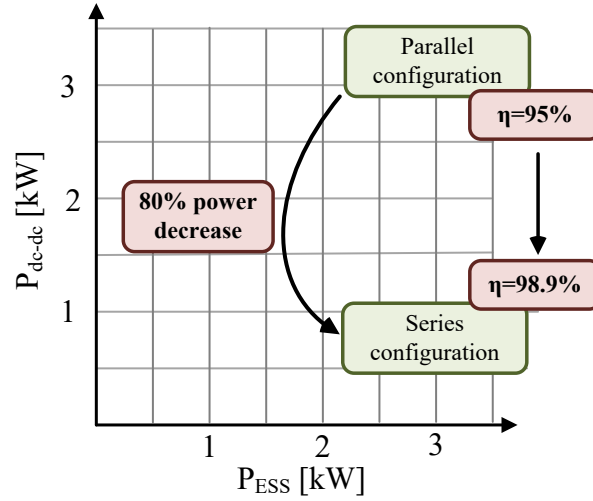 Parallel
configuration
η=95%
3
80% power
decrease
2
P_dc-dc [kW]
η=98.9%
1
Series
configuration
1 2 3
P_ESS [kW]